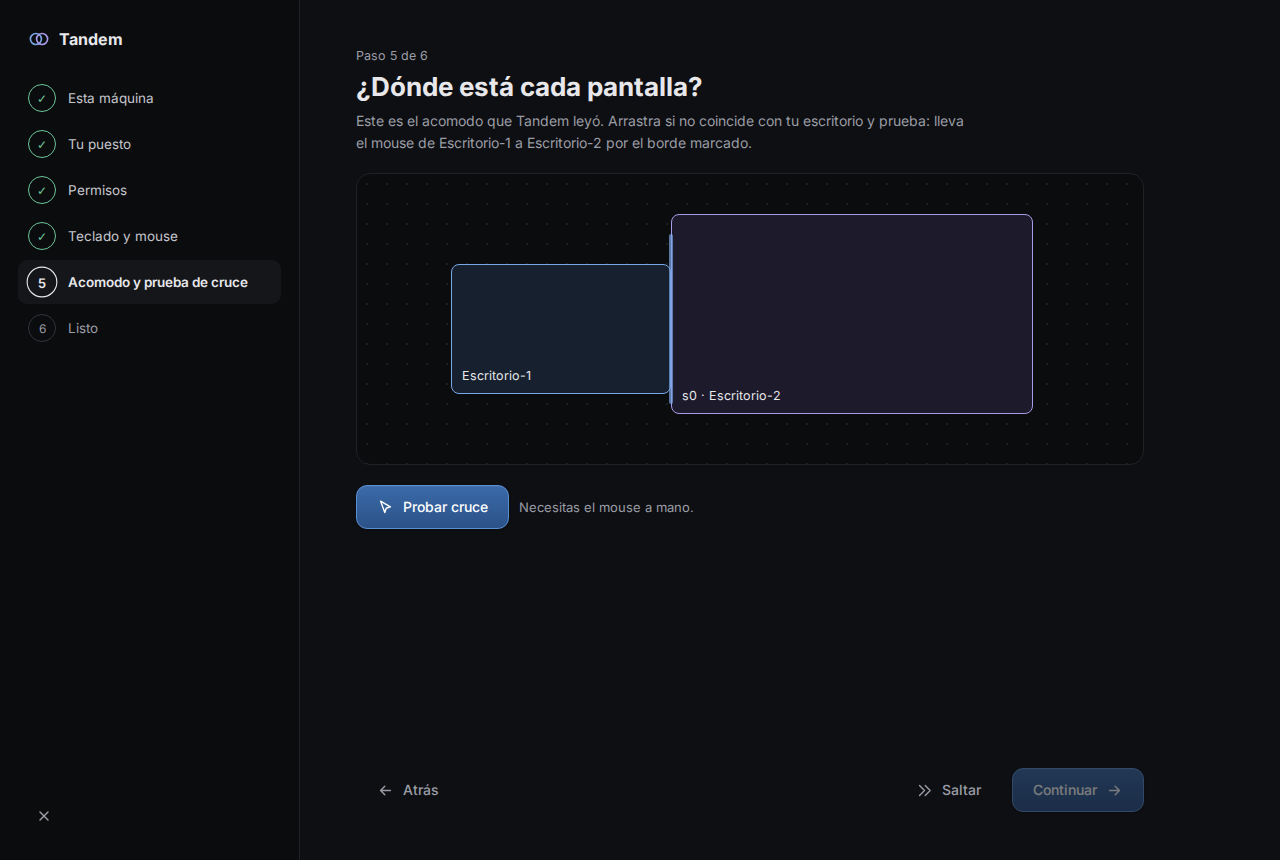 Tandem
✓ Esta máquina
✓ Tu puesto
✓ Permisos
✓ Teclado y mouse
5 Acomodo y prueba de cruce
6 Listo
Paso 5 de 6
¿Dónde está cada pantalla?
Este es el acomodo que Tandem leyó. Arrastra si no coincide con tu escritorio y prueba: lleva
el mouse de Escritorio-1 a Escritorio-2 por el borde marcado.
Escritorio-1
s0 · Escritorio-2
Probar cruce
Necesitas el mouse a mano.
Atrás
Saltar
Continuar